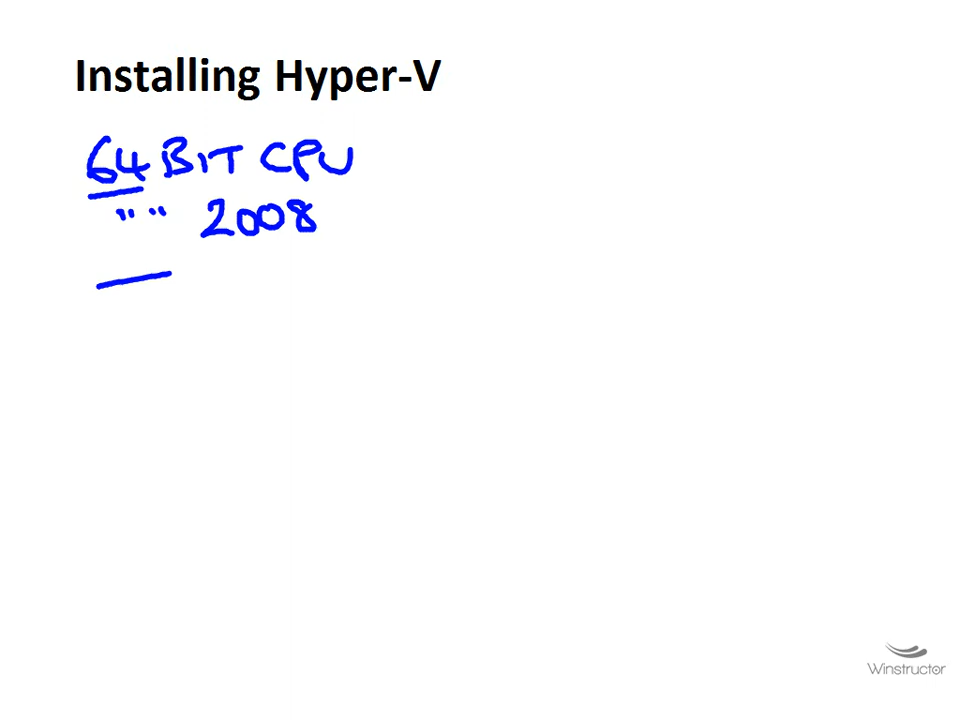 Installing Hyper-V
64 BIT CPU
" " 2008
Winstructor